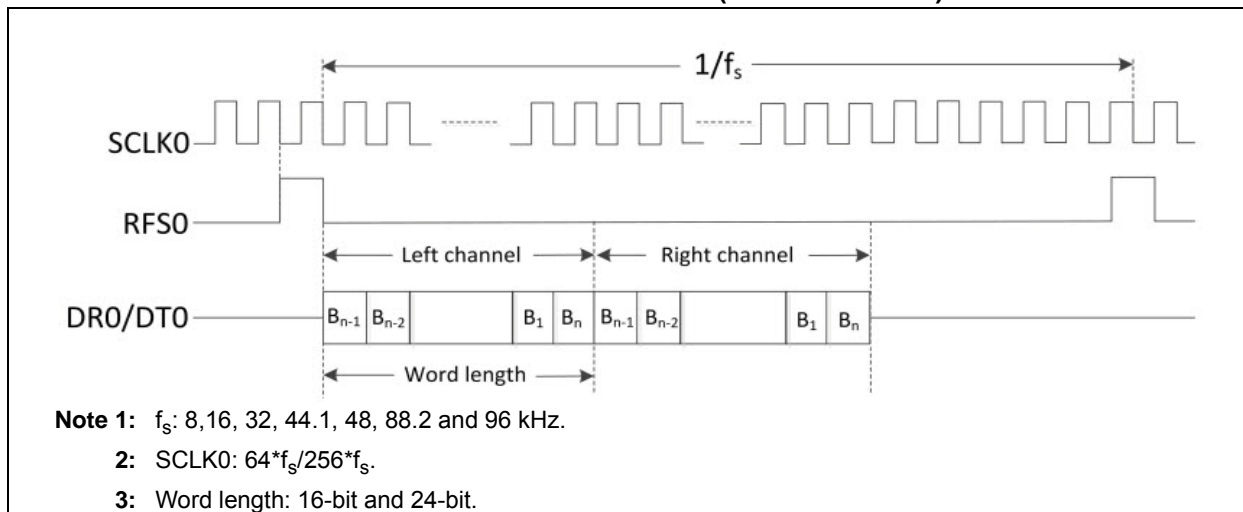 1/fs
SCLK0
RFS0
Left channel Right channel
DR0/DT0 Bn-1 Bn-2 B1 Bn Bn-1 Bn-2 B1 Bn
Word length
Note 1: fs: 8,16, 32, 44.1, 48, 88.2 and 96 kHz.
2: SCLK0: 64*fs/256*fs.
3: Word length: 16-bit and 24-bit.